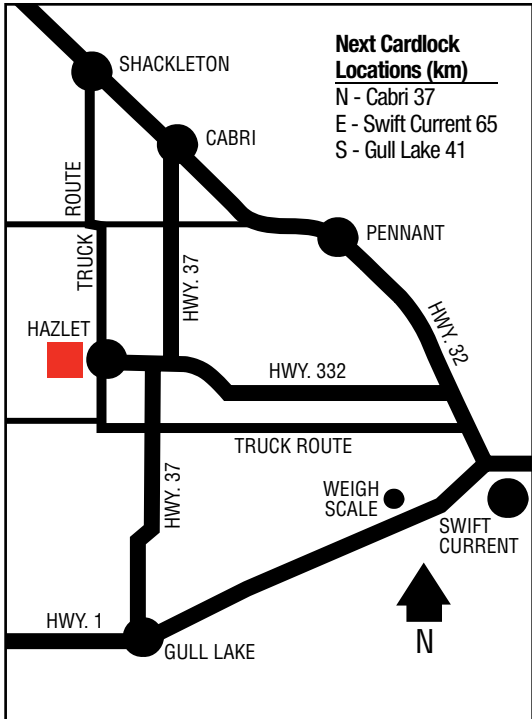 Next Cardlock
Locations (km)
N - Cabri 37
E - Swift Current 65
S - Gull Lake 41
SHACKLETON
CABRI
ROUTE
TRUCK
PENNANT
HWY. 37
HWY. 32
HAZLET
HWY. 332
TRUCK ROUTE
HWY. 37
WEIGH
SCALE
SWIFT
CURRENT
HWY. 1
GULL LAKE
N